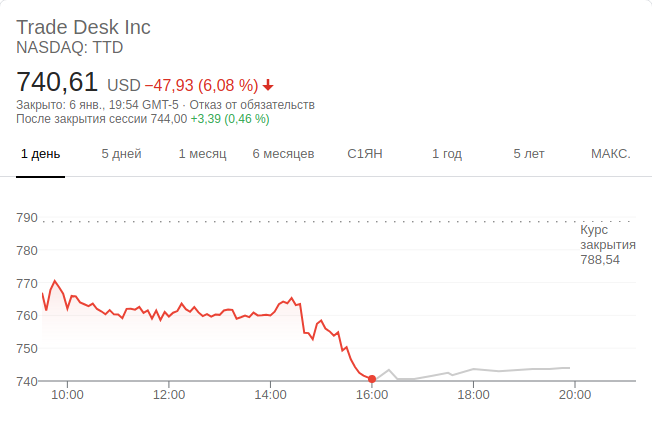 Trade Desk Inc
NASDAQ: TTD
740,61 USD −47,93 (6,08 %)
Закрыто: 6 янв., 19:54 GMT-5 · Отказ от обязательств
После закрытия сессии 744,00 +3,39 (0,46 %)
1 день 5 дней 1 месяц 6 месяцев С1ЯН 1 год 5 лет МАКС.
790
Курс
закрытия
788,54
780
770
760
750
740
10:00 12:00 14:00 16:00 18:00 20:00